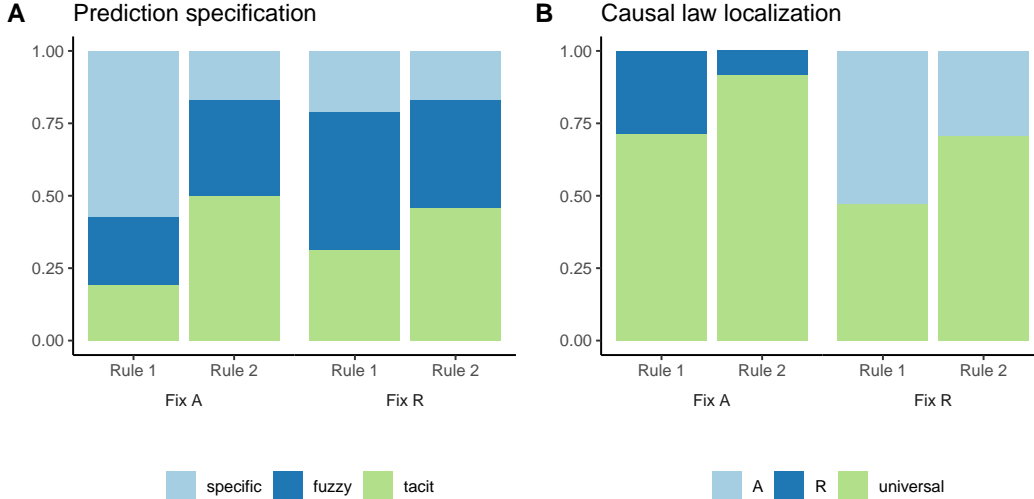 A Prediction specification
1.00
0.75
0.50
0.25
0.00
Rule 1 Rule 2 Rule 1 Rule 2
Fix A Fix R
specific fuzzy tacit
B Causal law localization
1.00
0.75
0.50
0.25
0.00
Rule 1 Rule 2 Rule 1 Rule 2
Fix A Fix R
A R universal